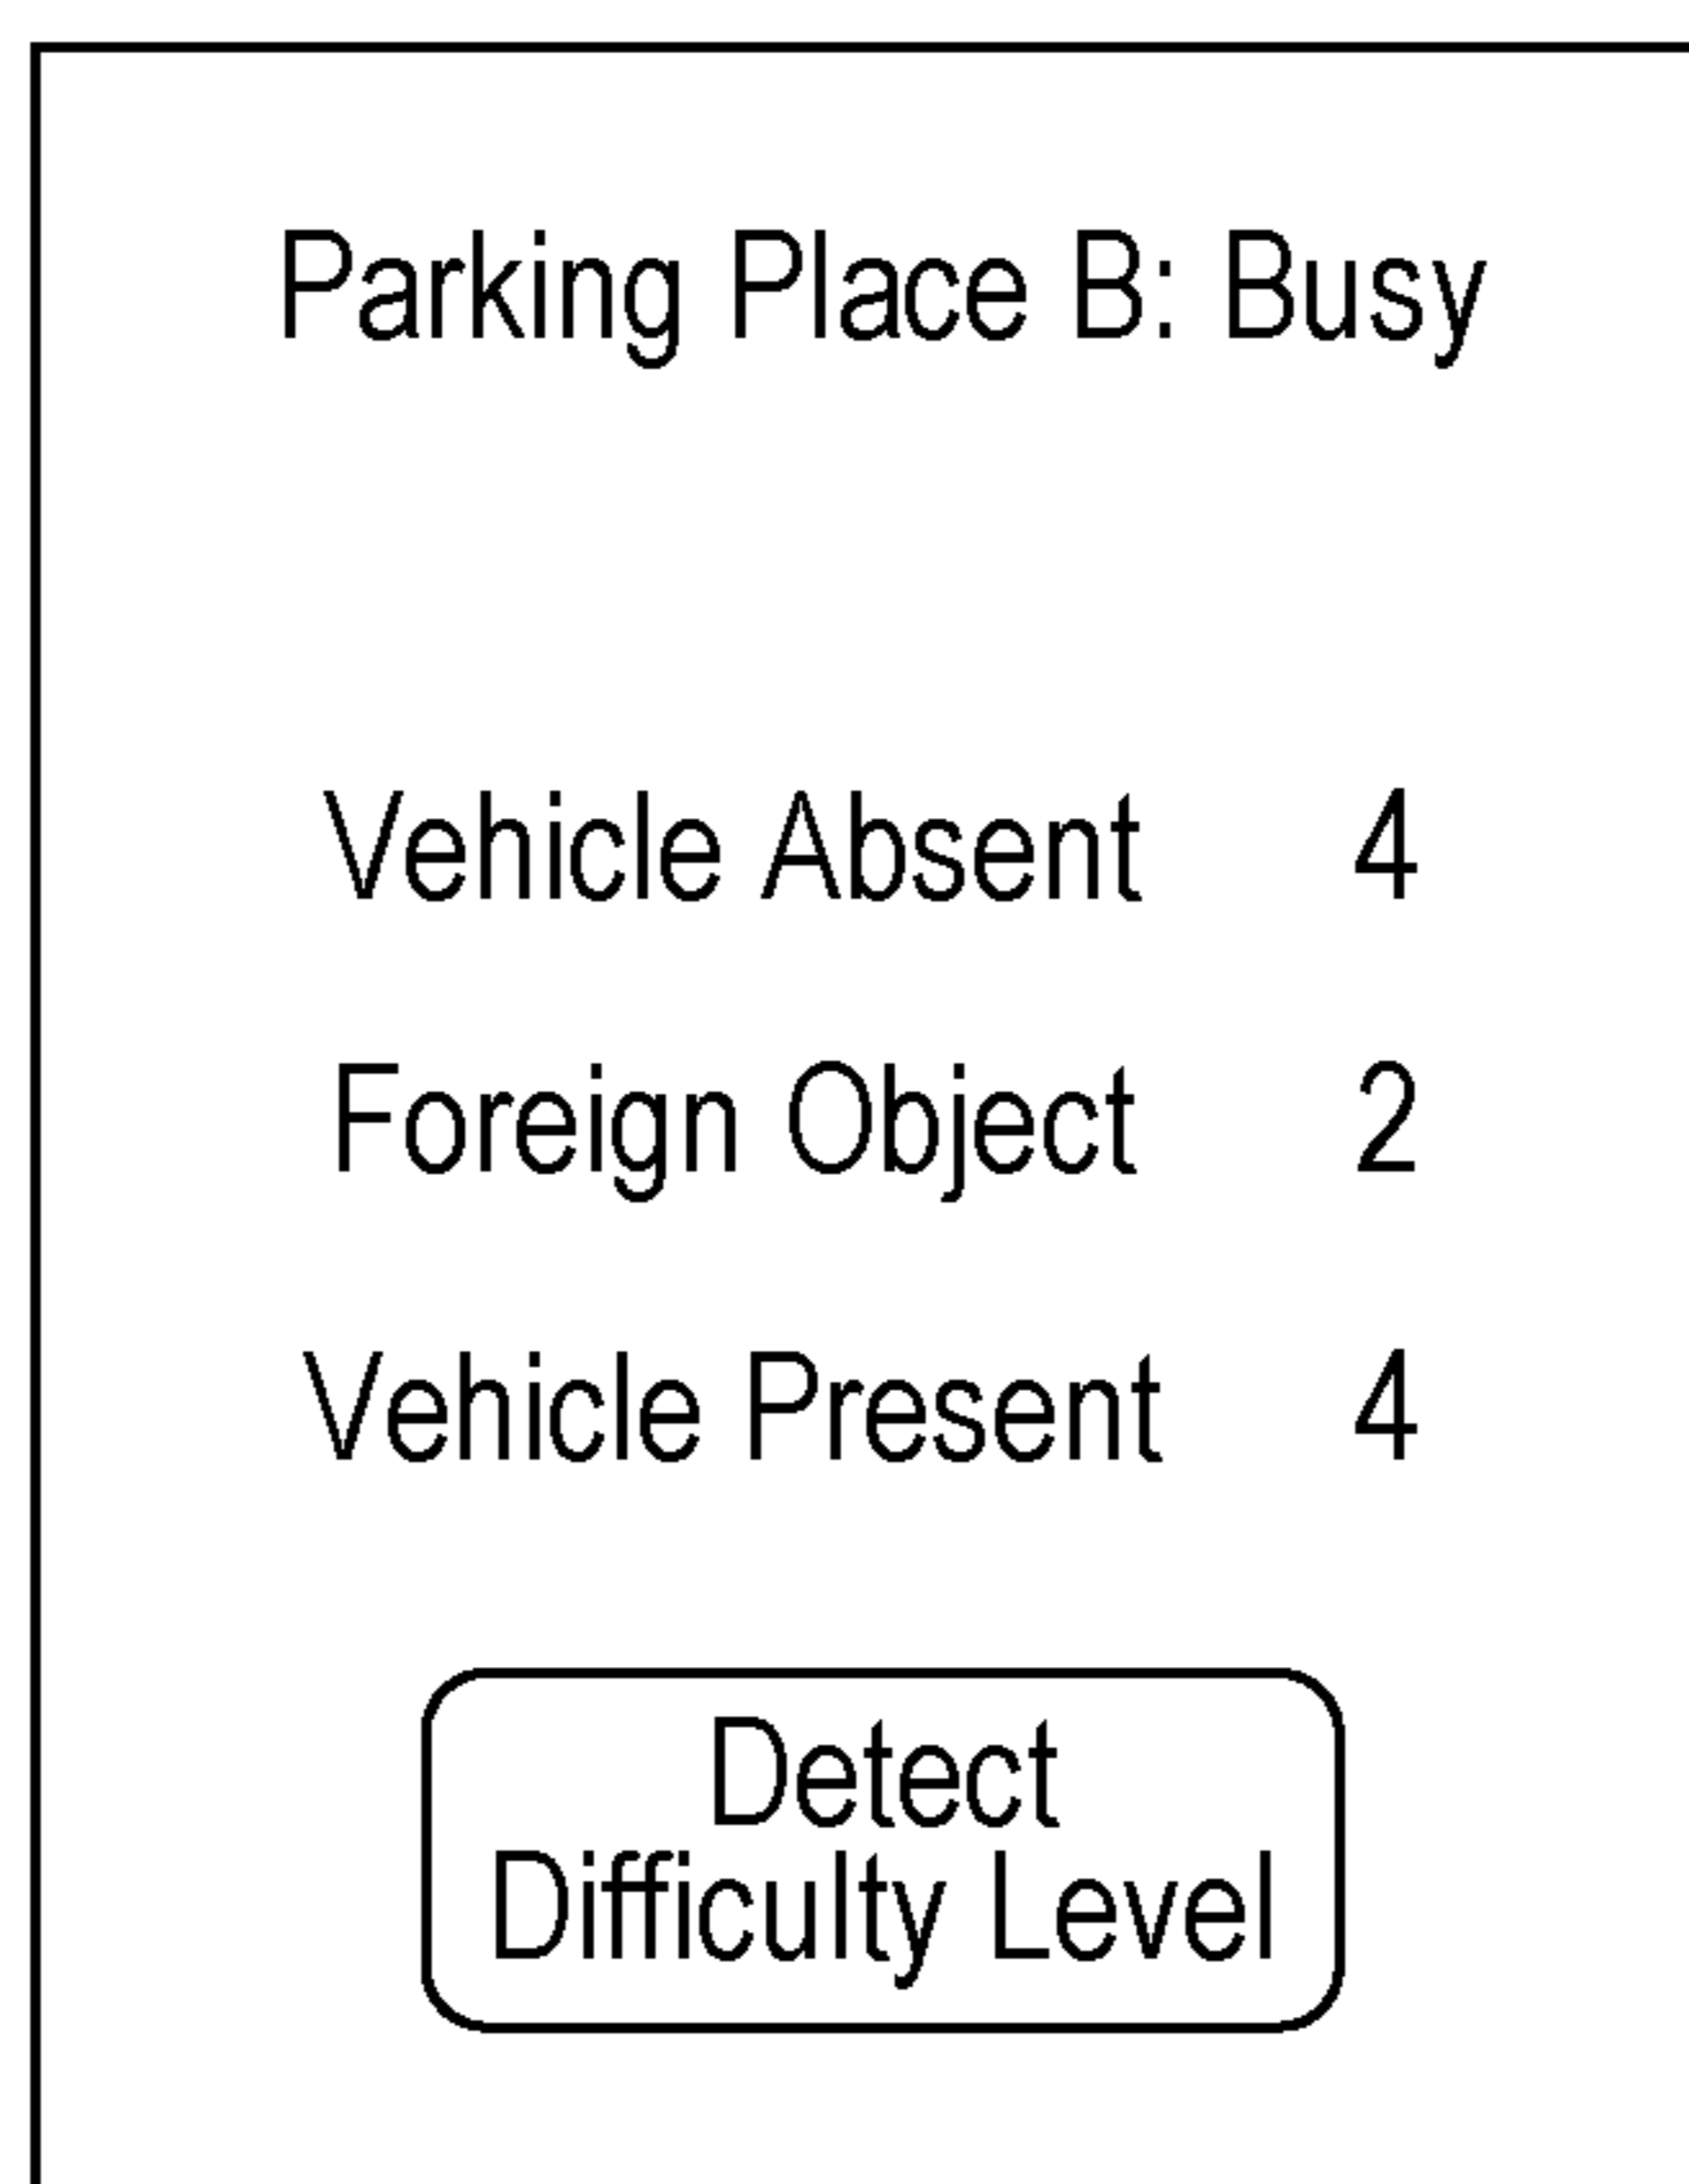 Parking Place B: Busy
Vehicle Absent 4
Foreign Object 2
Vehicle Present 4
Detect
Difficulty Level